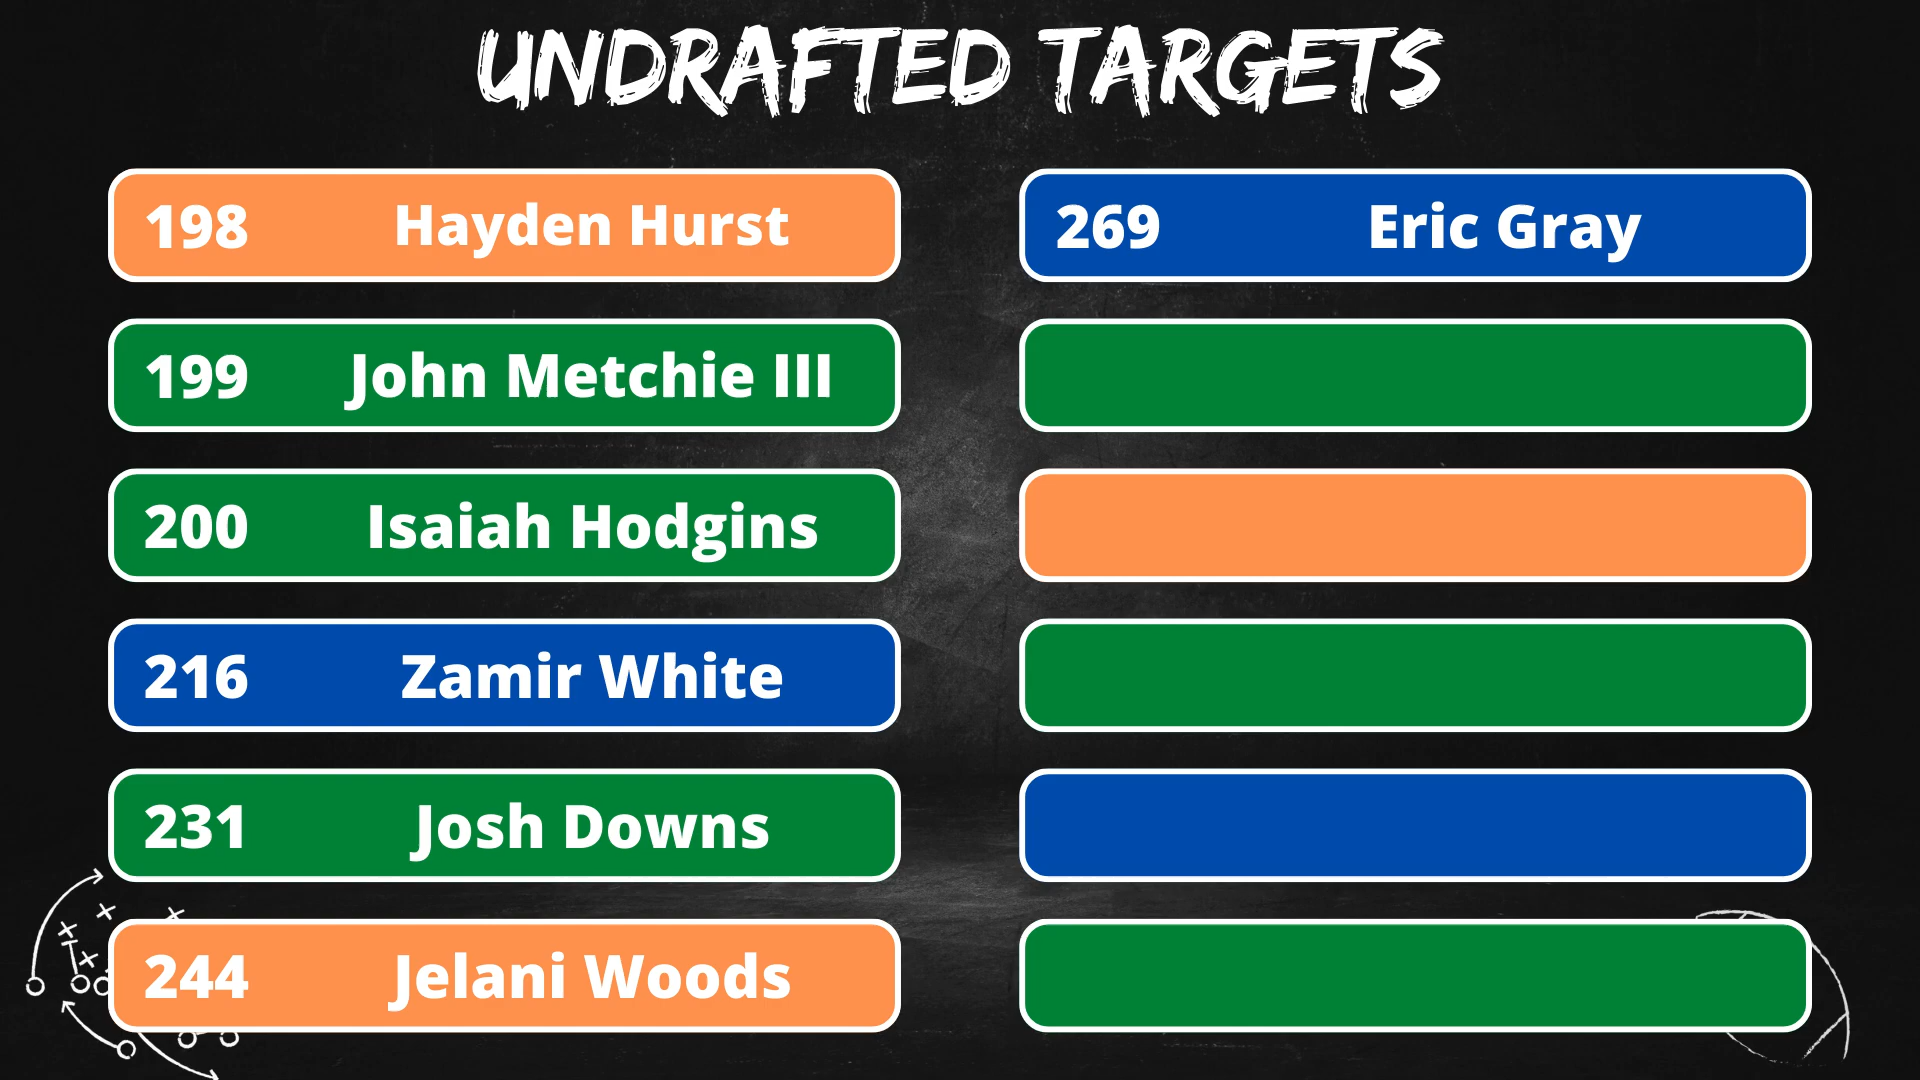 UNDRAFTED TARGETS
198 Hayden Hurst
199 John Metchie III
200 Isaiah Hodgins
216 Zamir White
231 Josh Downs
244 Jelani Woods
269 Eric Gray